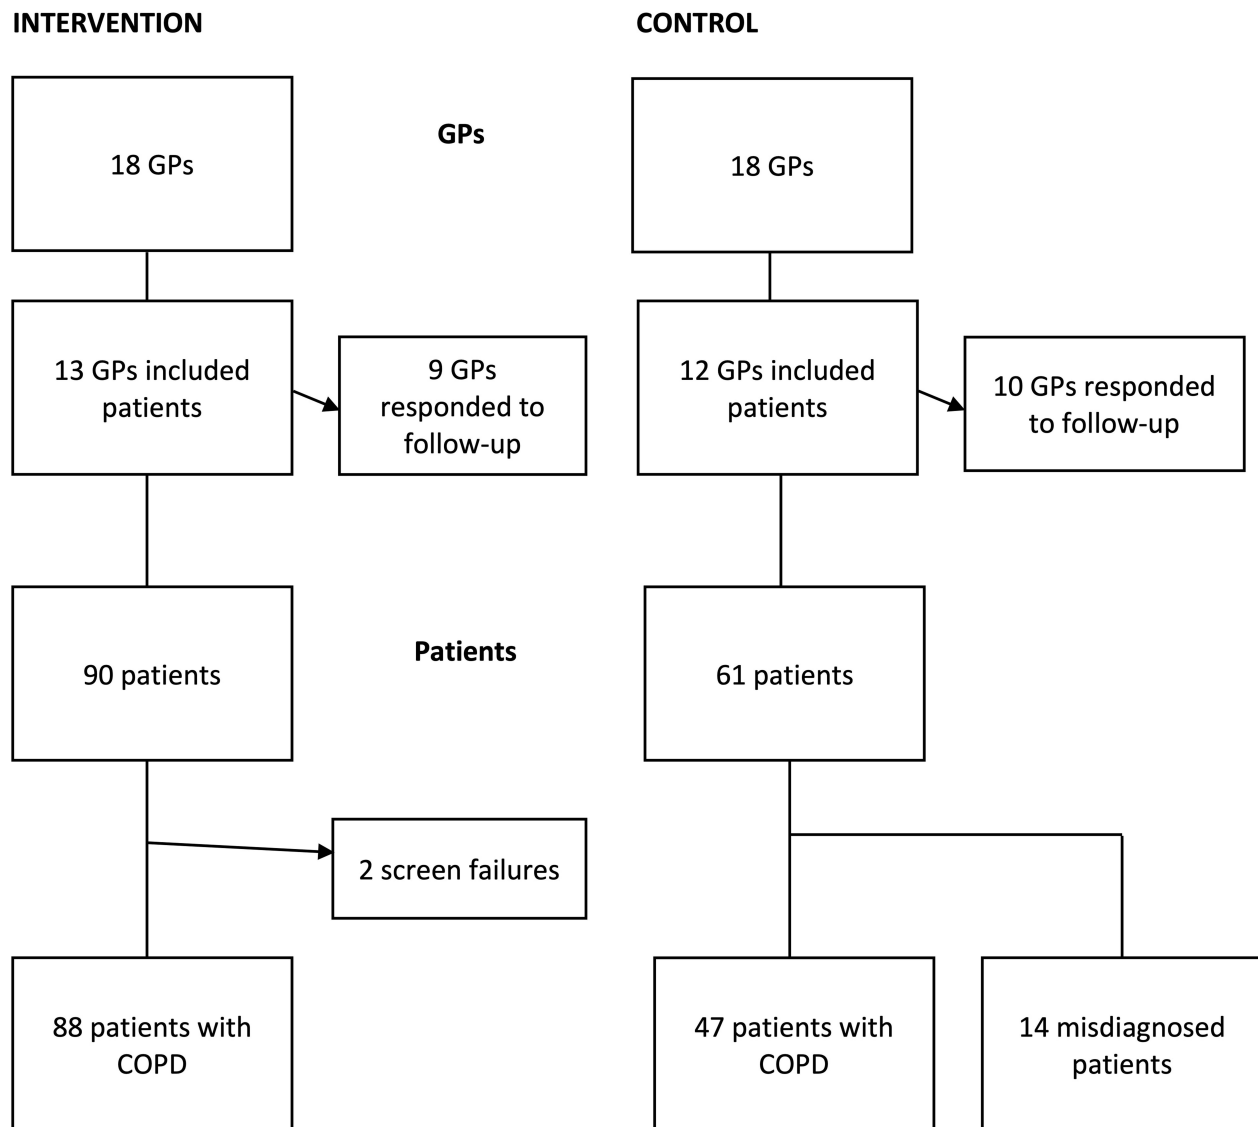 INTERVENTION
CONTROL
18 GPs
GPs
18 GPs
13 GPs included
patients
9 GPs
responded to
follow-up
12 GPs included
patients
10 GPs responded
to follow-up
90 patients
Patients
61 patients
2 screen failures
88 patients with
COPD
47 patients with
COPD
14 misdiagnosed
patients